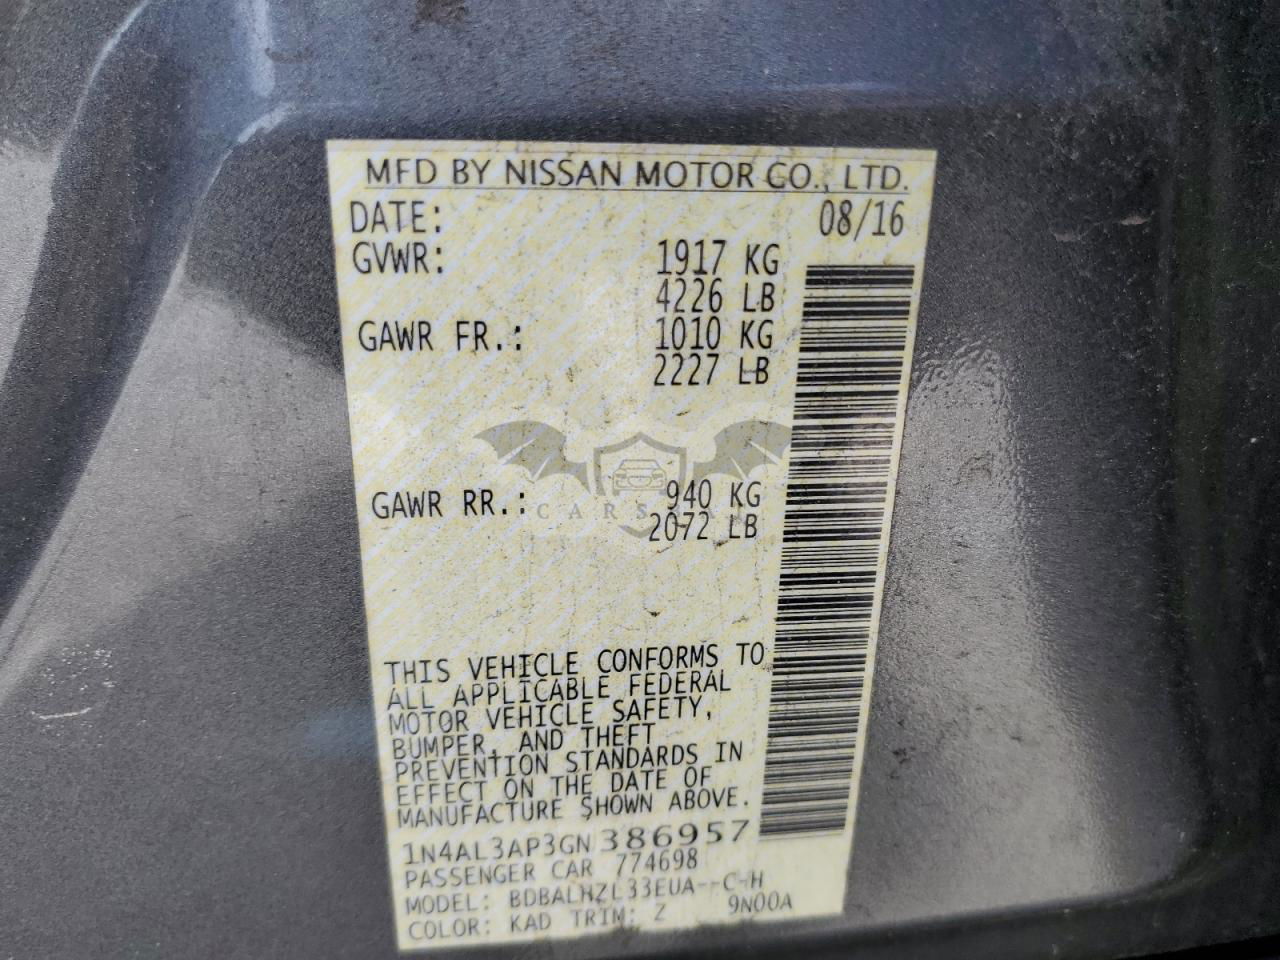 MFD BY NISSAN MOTOR CO., LTD.
DATE: 08/16
GVWR: 1917 KG
4226 LB
GAWR FR.: 1010 KG
2227 LB
GAWR RR.: 940 KG
2072 LB
THIS VEHICLE CONFORMS TO
ALL APPLICABLE FEDERAL
MOTOR VEHICLE SAFETY,
BUMPER, AND THEFT
PREVENTION STANDARDS IN
EFFECT ON THE DATE OF
MANUFACTURE SHOWN ABOVE.
1N4AL3AP3GN386957
PASSENGER CAR 774698
MODEL: BDBALHZL33EUA--C-H
COLOR: KAD TRIM: Z 9N00A